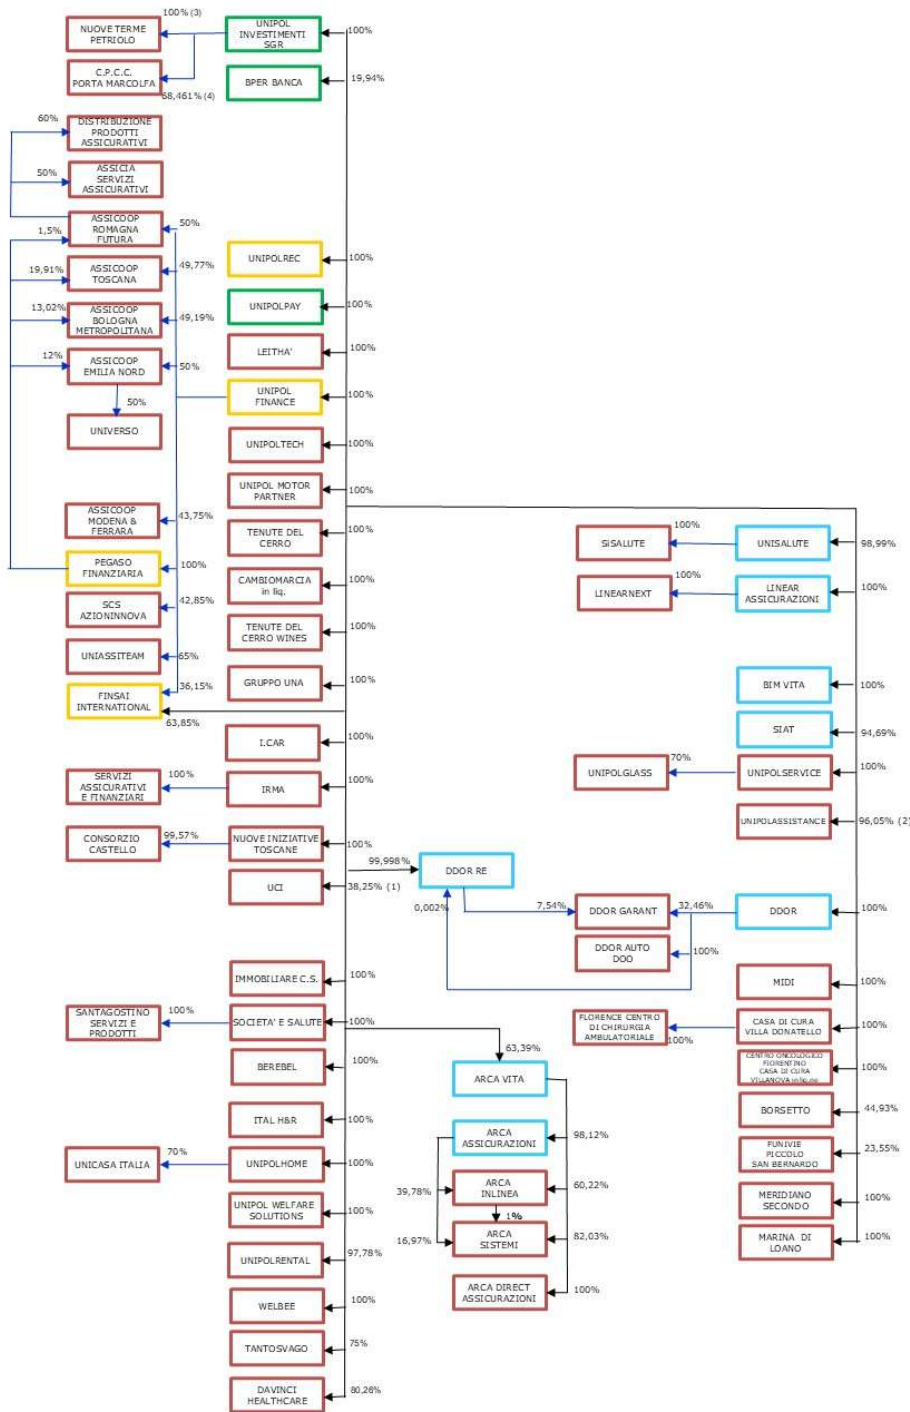 100% (3)
NUOVE TERME
PETRIOLO
UNIPOL
INVESTIMENTI
SGR
100%
C.P.C.C.
PORTA MARCOLFA
68,461% (4)
BPER BANCA
19,94%
60%
DISTRIBUZIONE
PRODOTTI
ASSICURATIVI
50%
ASSICIA
SERVIZI
ASSICURATIVI
1,5%
ASSICOOP
ROMAGNA
FUTURA
50%
UNIPOLREC
100%
19,91%
ASSICOOP
TOSCANA
49,77%
13,02%
ASSICOOP
BOLOGNA
METROPOLITANA
49,19%
UNIPOLPAY
100%
LEITHA'
100%
12%
ASSICOOP
EMILIA NORD
50%
UNIPOL
FINANCE
100%
50%
UNIVERSO
UNIPOLTECH
100%
UNIPOL MOTOR
PARTNER
100%
ASSICOOP
MODENA &
FERRARA
43,75%
TENUTE DEL
CERRO
100%
SiSALUTE
100%
UNISALUTE
98,99%
PEGASO
FINANZIARIA
100%
CAMBIOMARCIA
in liq.
100%
LINEARNEXT
100%
LINEAR
ASSICURAZIONI
100%
SCS
AZIONINNOVA
42,85%
TENUTE DEL
CERRO WINES
100%
UNIASSITEAM
65%
GRUPPO UNA
100%
BIM VITA
100%
FINSAI
INTERNATIONAL
36,15%
63,85%
SIAT
94,69%
I.CAR
100%
SERVIZI
ASSICURATIVI
E FINANZIARI
100%
IRMA
100%
UNIPOLGLASS
70%
UNIPOLSERVICE
100%
UNIPOLASSISTANCE
96,05% (2)
CONSORZIO
CASTELLO
99,57%
NUOVE INIZIATIVE
TOSCANE
100%
99,998%
DDOR RE
UCI
38,25% (1)
0,002%
7,54%
DDOR GARANT
32,46%
DDOR
100%
DDOR AUTO
DOO
100%
IMMOBILIARE C.S.
100%
MIDI
100%
SANTAGOSTINO
SERVIZI E
PRODOTTI
100%
SOCIETA' E SALUTE
100%
FLORENCE CENTRO
DI CHIRURGIA
AMBULATORIALE
100%
CASA DI CURA
VILLA DONATELLO
100%
63,39%
BEREBEL
100%
ARCA VITA
CENTRO ONCOLOGICO
FIORENTINO
CASA DI CURA
VILLANOVA
100%
BORSETTO
44,93%
ITAL H&R
100%
ARCA
ASSICURAZIONI
98,12%
UNICASA ITALIA
70%
UNIPOLHOME
100%
FUNIVIE
PICCOLO
SAN BERNARDO
23,55%
39,78%
ARCA
INLINEA
60,22%
MERIDIANO
SECONDO
100%
UNIPOL WELFARE
SOLUTIONS
100%
1%
16,97%
ARCA
SISTEMI
82,03%
MARINA DI
LOANO
100%
UNIPOLRENTAL
97,78%
ARCA DIRECT
ASSICURAZIONI
100%
WELBEE
100%
TANTOSVAGO
75%
DAVINCI
HEALTHCARE
80,26%